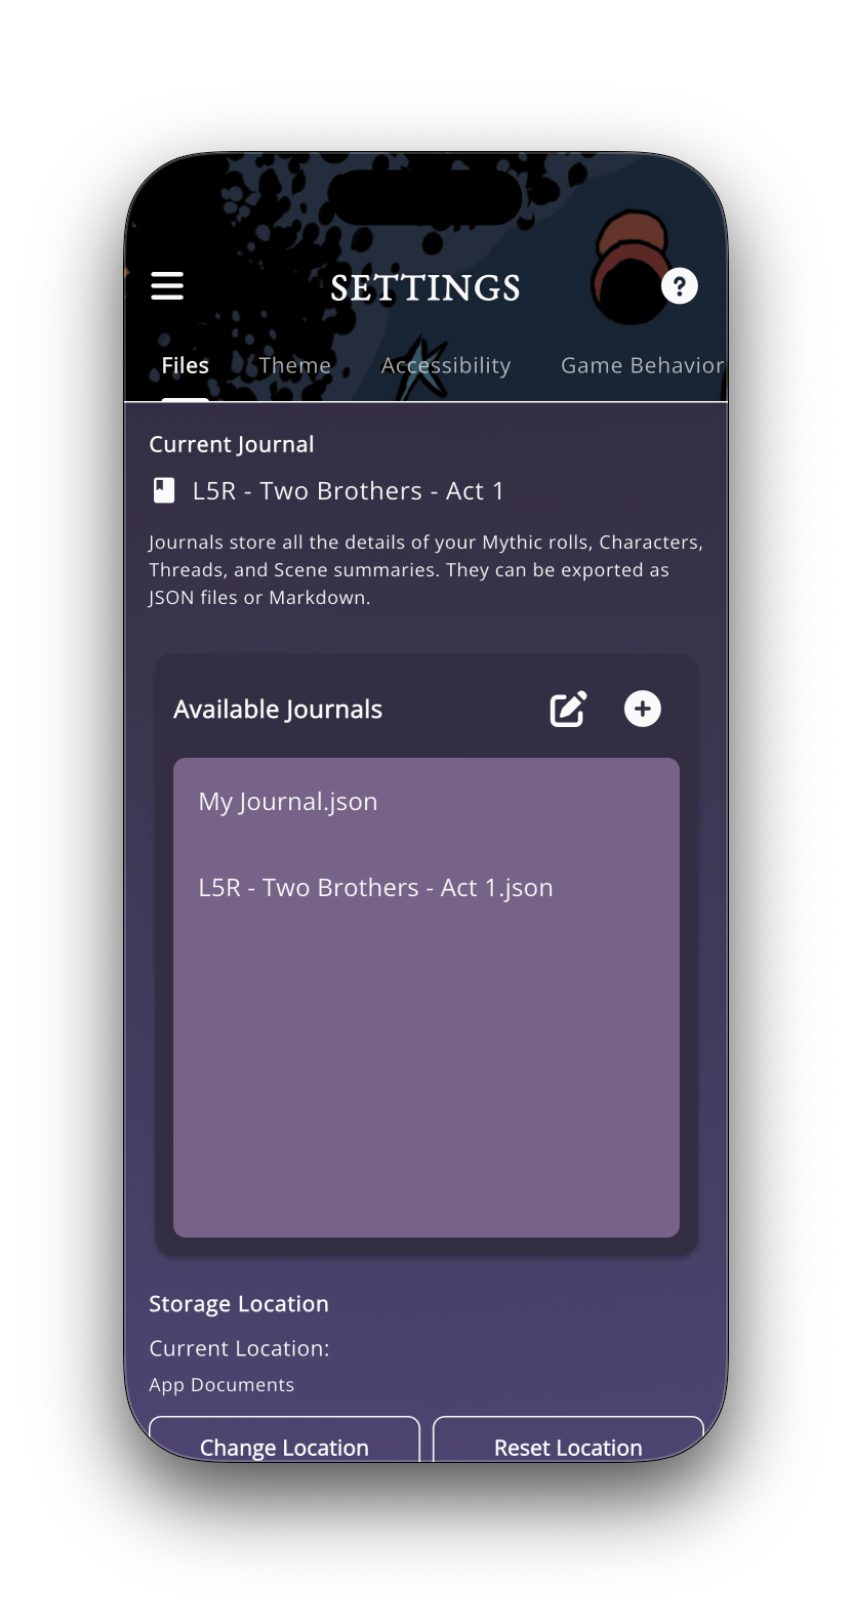 SETTINGS
?
Files Theme Accessibility Game Behavior
Current Journal
L5R - Two Brothers - Act 1
Journals store all the details of your Mythic rolls, Characters,
Threads, and Scene summaries. They can be exported as
JSON files or Markdown.
Available Journals
My Journal.json
L5R - Two Brothers - Act 1.json
Storage Location
Current Location:
App Documents
Change Location Reset Location